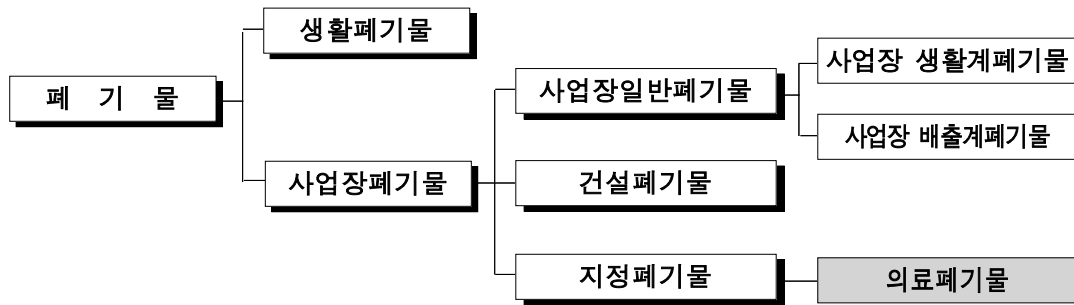 생활폐기물
사업장 생활계폐기물
폐 기 물
사업장일반폐기물
사업장 배출계폐기물
사업장폐기물
건설폐기물
지정폐기물
의료폐기물